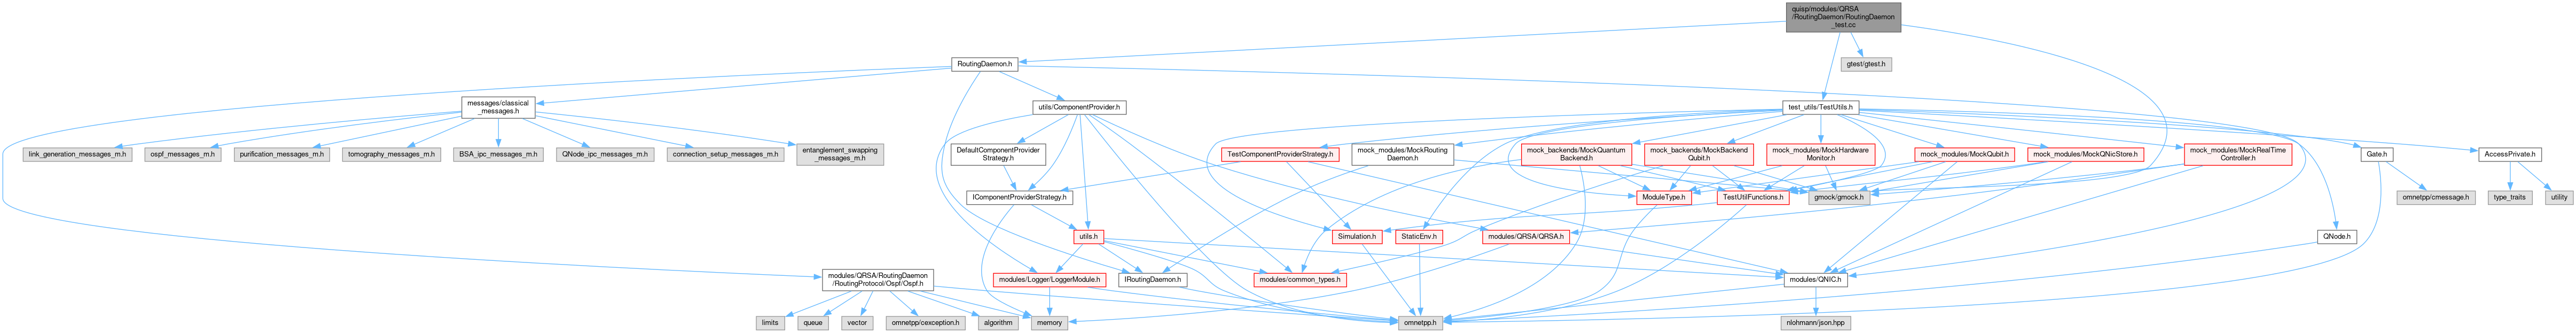 quisp/modules/QRSA
/RoutingDaemon/RoutingDaemon
_test.cc
RoutingDaemon.h
gtest/gtest.h
messages/classical
_messages.h
utils/ComponentProvider.h
test_utils/TestUtils.h
link_generation_messages_m.h
ospf_messages_m.h
purification_messages_m.h
tomography_messages_m.h
BSA_ipc_messages_m.h
QNode_ipc_messages_m.h
connection_setup_messages_m.h
entanglement_swapping
_messages_m.h
DefaultComponentProvider
Strategy.h
TestComponentProviderStrategy.h
mock_modules/MockRouting
Daemon.h
mock_backends/MockQuantum
Backend.h
mock_backends/MockBackend
Qubit.h
mock_modules/MockHardware
Monitor.h
mock_modules/MockQubit.h
mock_modules/MockQNicStore.h
mock_modules/MockRealTime
Controller.h
Gate.h
AccessPrivate.h
IComponentProviderStrategy.h
ModuleType.h
TestUtilFunctions.h
gmock/gmock.h
omnetpp/cmessage.h
type_traits
utility
utils.h
Simulation.h
StaticEnv.h
modules/QRSA/QRSA.h
QNode.h
modules/QRSA/RoutingDaemon
/RoutingProtocol/Ospf/Ospf.h
modules/Logger/LoggerModule.h
IRoutingDaemon.h
modules/common_types.h
modules/QNIC.h
limits
queue
vector
omnetpp/cexception.h
algorithm
memory
omnetpp.h
nlohmann/json.hpp